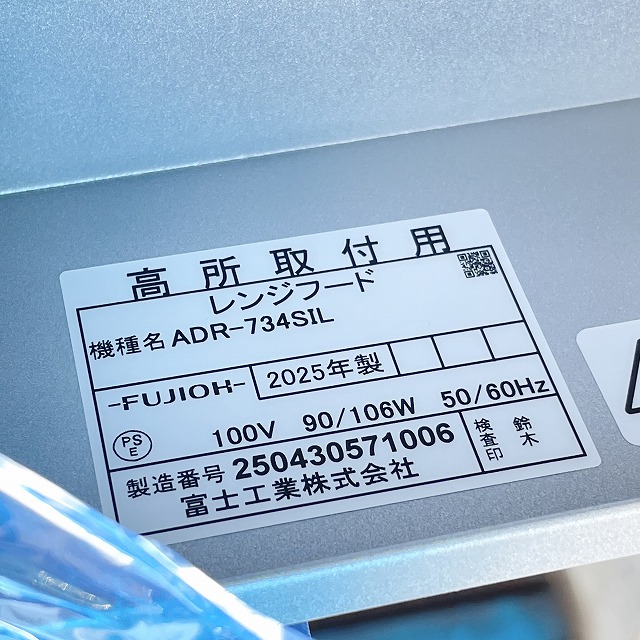 高所取付用
レンジフード
機種名 ADR-734SIL
-FUJIOH- 2025年製
PSE 100V 90/106W 50/60Hz
製造番号 250430571006
富士工業株式会社
検査印 鈴木